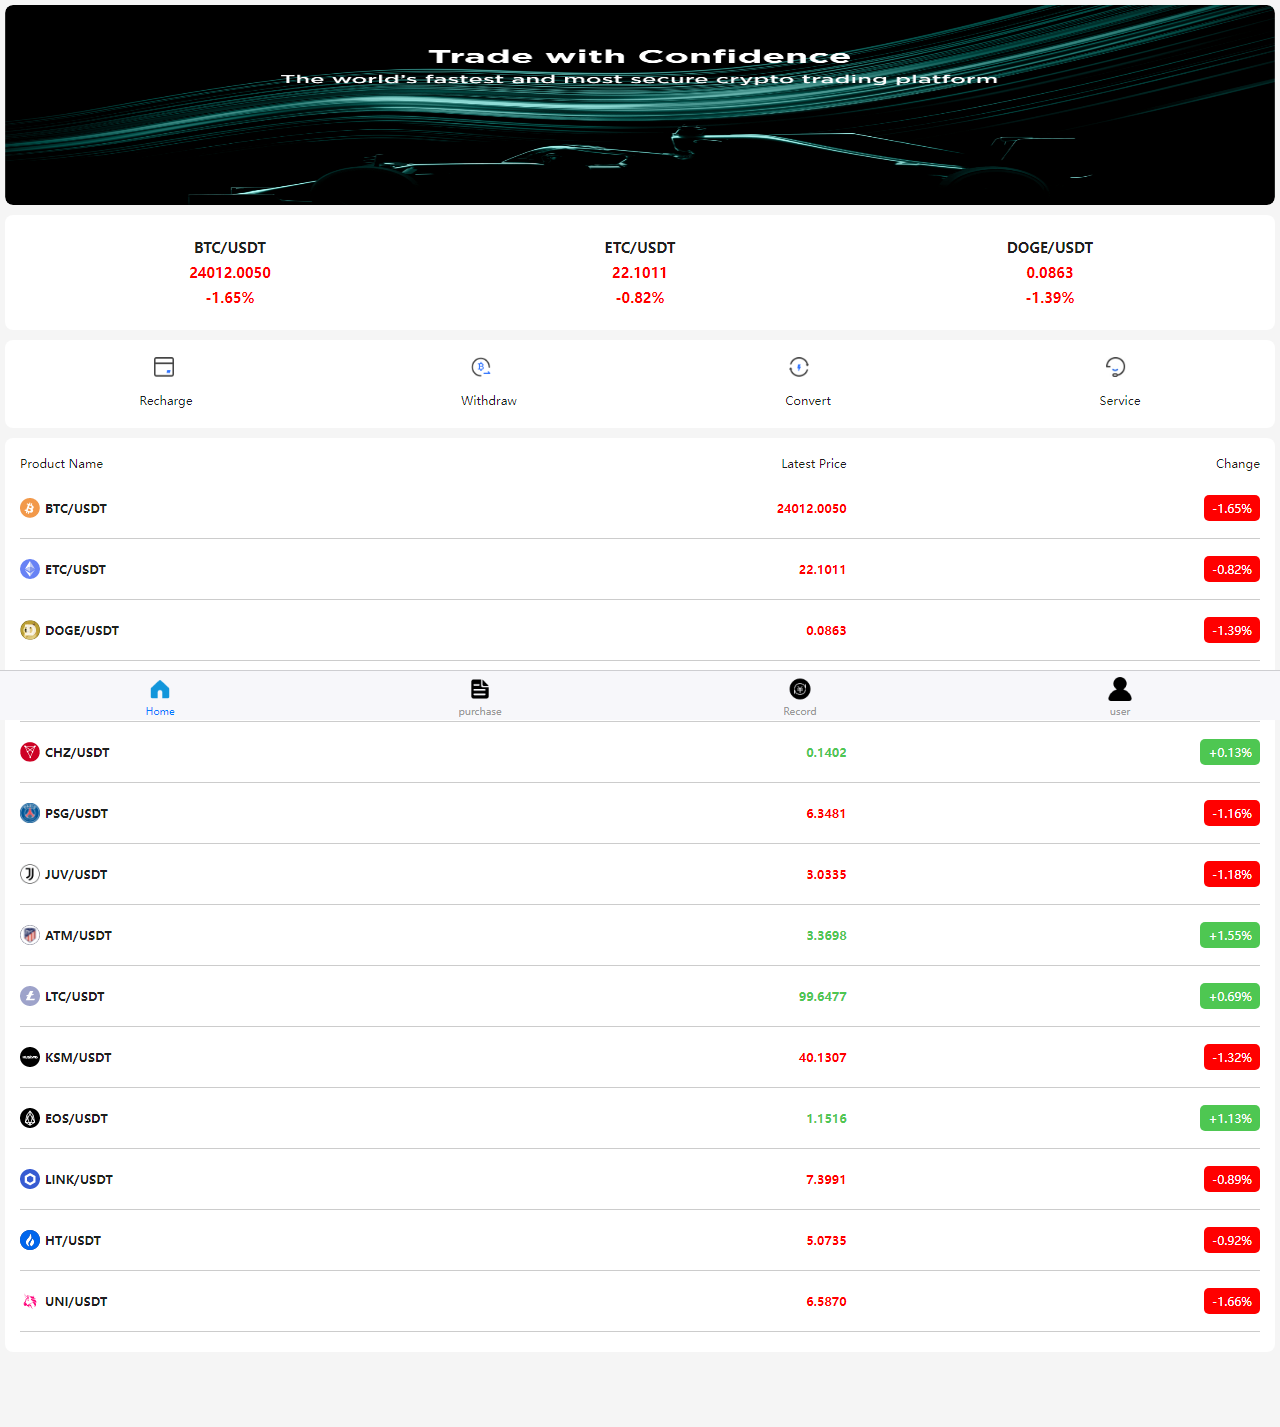 Trade with Confidence
The world's fastest and most secure crypto trading platform
BTC/USDT ETC/USDT DOGE/USDT
24012.0050 22.1011 0.0863
-1.65% -0.82% -1.39%
Recharge Withdraw Convert Service
Product Name Latest Price Change
BTC/USDT 24012.0050 -1.65%
ETC/USDT 22.1011 -0.82%
DOGE/USDT 0.0863 -1.39%
Home purchase Record user
CHZ/USDT 0.1402 +0.13%
PSG/USDT 6.3481 -1.16%
JUV/USDT 3.0335 -1.18%
ATM/USDT 3.3698 +1.55%
LTC/USDT 99.6477 +0.69%
KSM/USDT 40.1307 -1.32%
EOS/USDT 1.1516 +1.13%
LINK/USDT 7.3991 -0.89%
HT/USDT 5.0735 -0.92%
UNI/USDT 6.5870 -1.66%